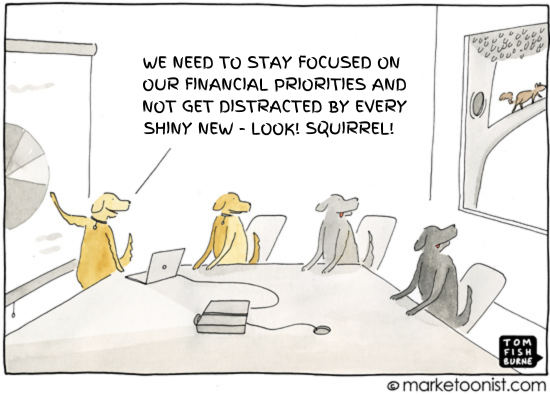 WE NEED TO STAY FOCUSED ON
OUR FINANCIAL PRIORITIES AND
NOT GET DISTRACTED BY EVERY
SHINY NEW - LOOK! SQUIRREL!
TOM
FISH
BURNE
© marketoonist.com